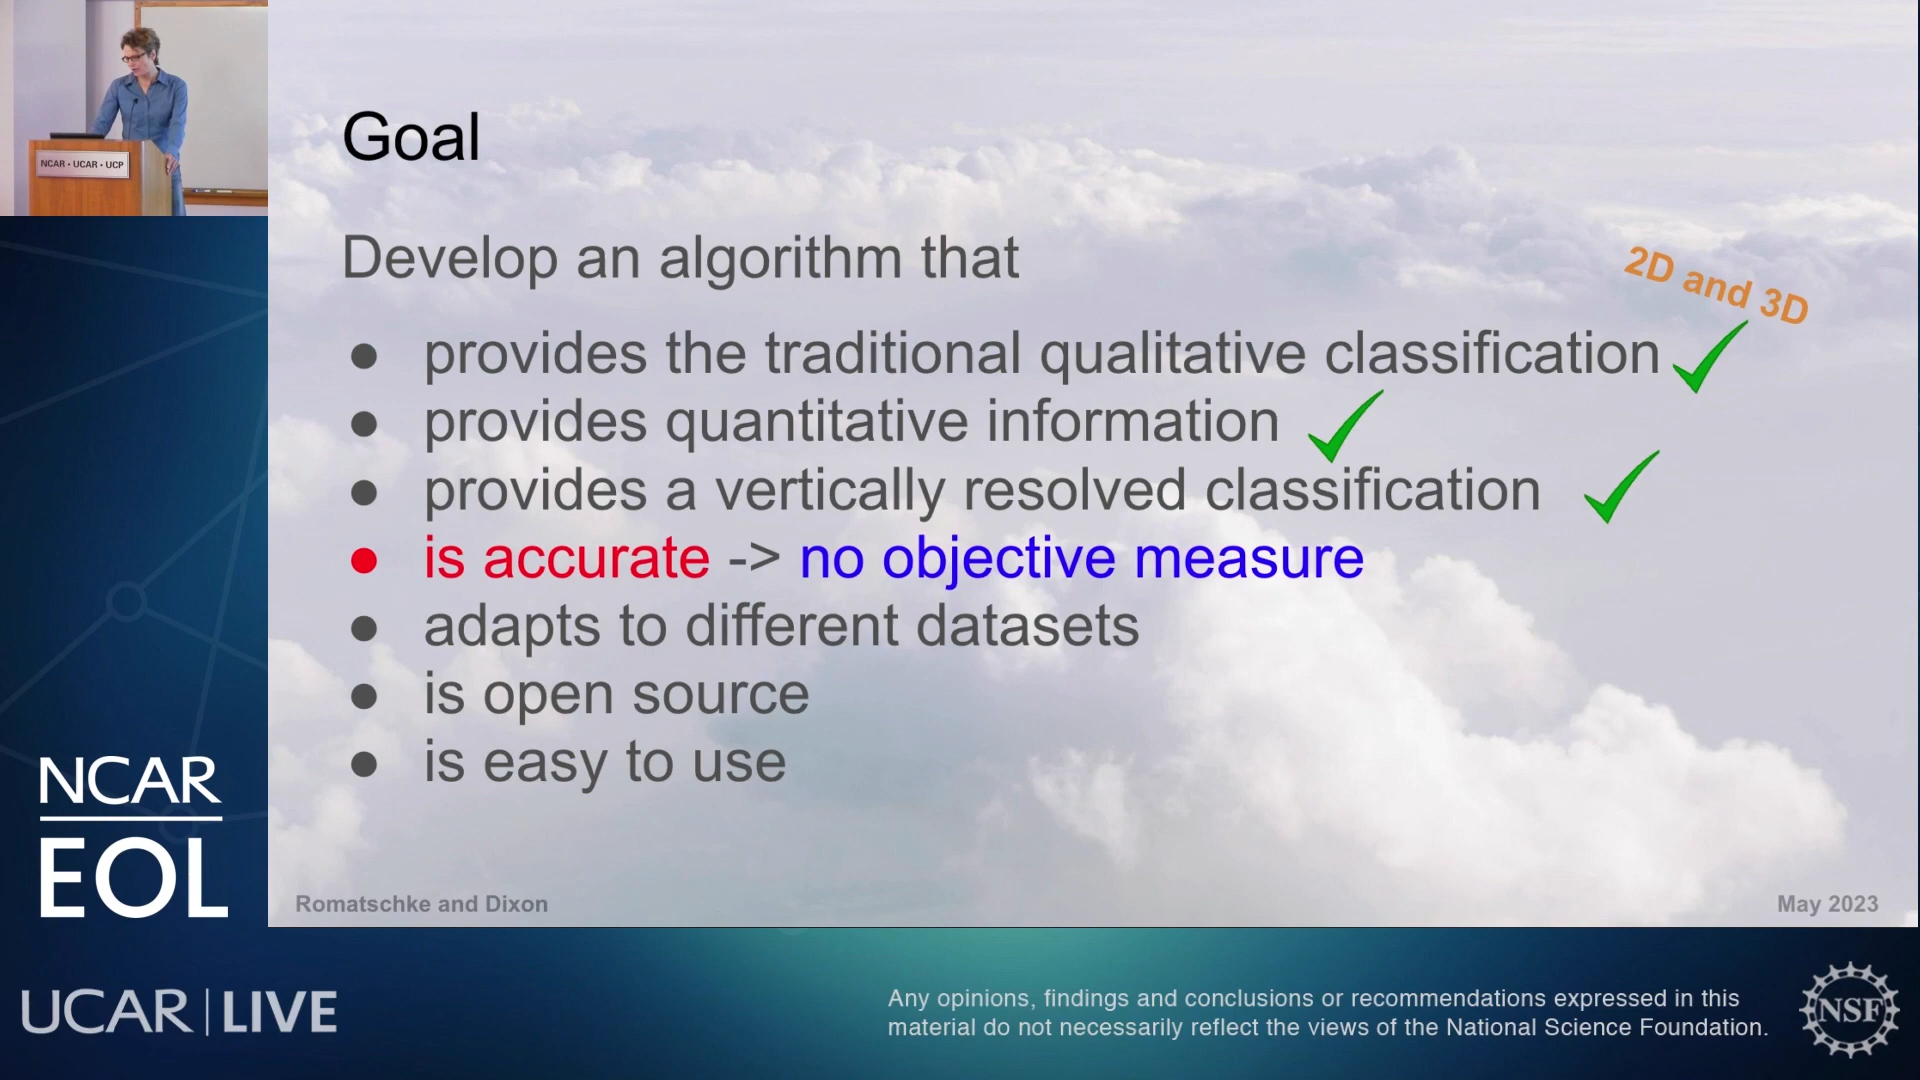 NCAR • UCAR • UCP
Goal
Develop an algorithm that
2D and 3D
● provides the traditional qualitative classification
● provides quantitative information
● provides a vertically resolved classification
● is accurate -> no objective measure
● adapts to different datasets
● is open source
● is easy to use
Romatschke and Dixon
May 2023
NCAR
EOL
UCAR | LIVE
Any opinions, findings and conclusions or recommendations expressed in this
material do not necessarily reflect the views of the National Science Foundation.
NSF